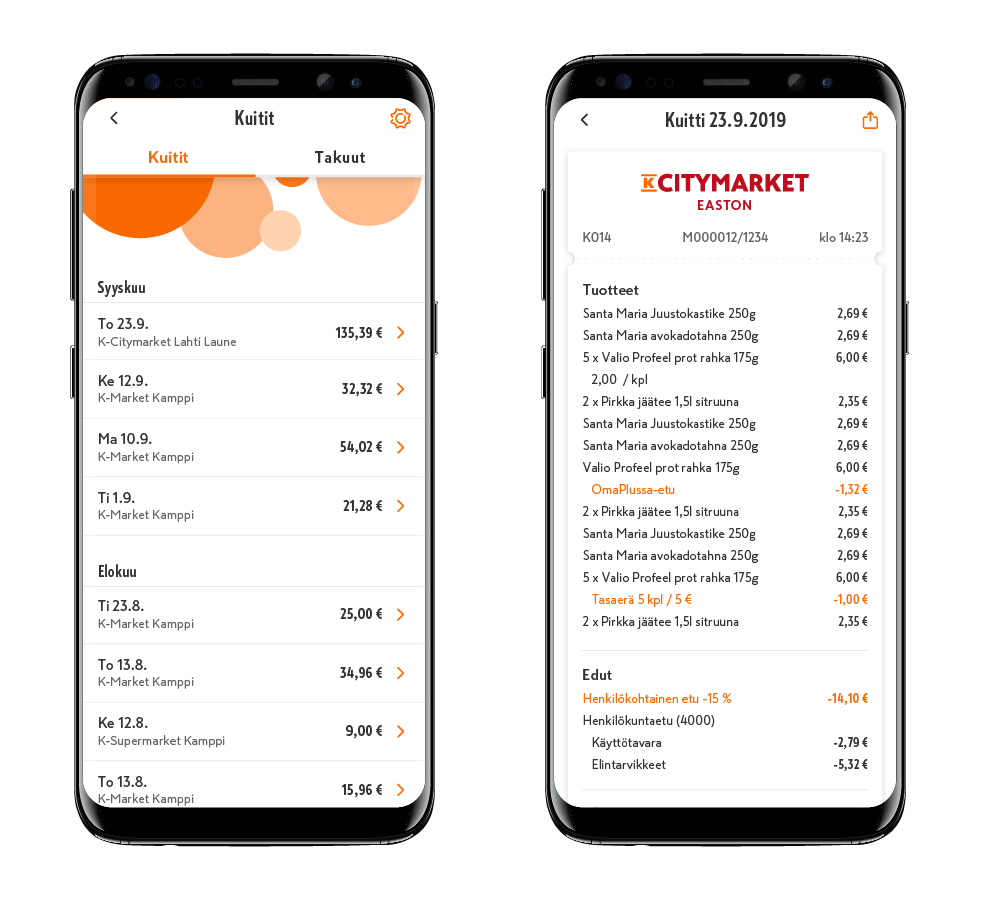 Kuitit
Kuitit Takuut
Syyskuu
To 23.9.
K-Citymarket Lahti Laune
135,39 €
Ke 12.9.
K-Market Kamppi
32,32 €
Ma 10.9.
K-Market Kamppi
54,02 €
Ti 1.9.
K-Market Kamppi
21,28 €
Elokuu
Ti 23.8.
K-Market Kamppi
25,00 €
To 13.8.
K-Market Kamppi
34,96 €
Ke 12.8.
K-Supermarket Kamppi
9,00 €
To 13.8.
K-Market Kamppi
15,96 €
Kuitti 23.9.2019
K CITYMARKET
EASTON
K014 M000012/1234 klo 14:23
Tuotteet
Santa Maria Juustokastike 250g 2,69 €
Santa Maria avokadotahna 250g 2,69 €
5 x Valio Profeel prot rahka 175g 6,00 €
2,00 / kpl
2 x Pirkka jäätee 1,5l sitruuna 2,35 €
Santa Maria Juustokastike 250g 2,69 €
Santa Maria avokadotahna 250g 2,69 €
Valio Profeel prot rahka 175g 6,00 €
OmaPlussa-etu -1,32 €
2 x Pirkka jäätee 1,5l sitruuna 2,35 €
Santa Maria Juustokastike 250g 2,69 €
Santa Maria avokadotahna 250g 2,69 €
5 x Valio Profeel prot rahka 175g 6,00 €
Tasaerä 5 kpl / 5 € -1,00 €
2 x Pirkka jäätee 1,5l sitruuna 2,35 €
Edut
Henkilökohtainen etu -15 % -14,10 €
Henkilökuntaetu (4000)
Käyttötavara -2,79 €
Elintarvikkeet -5,32 €